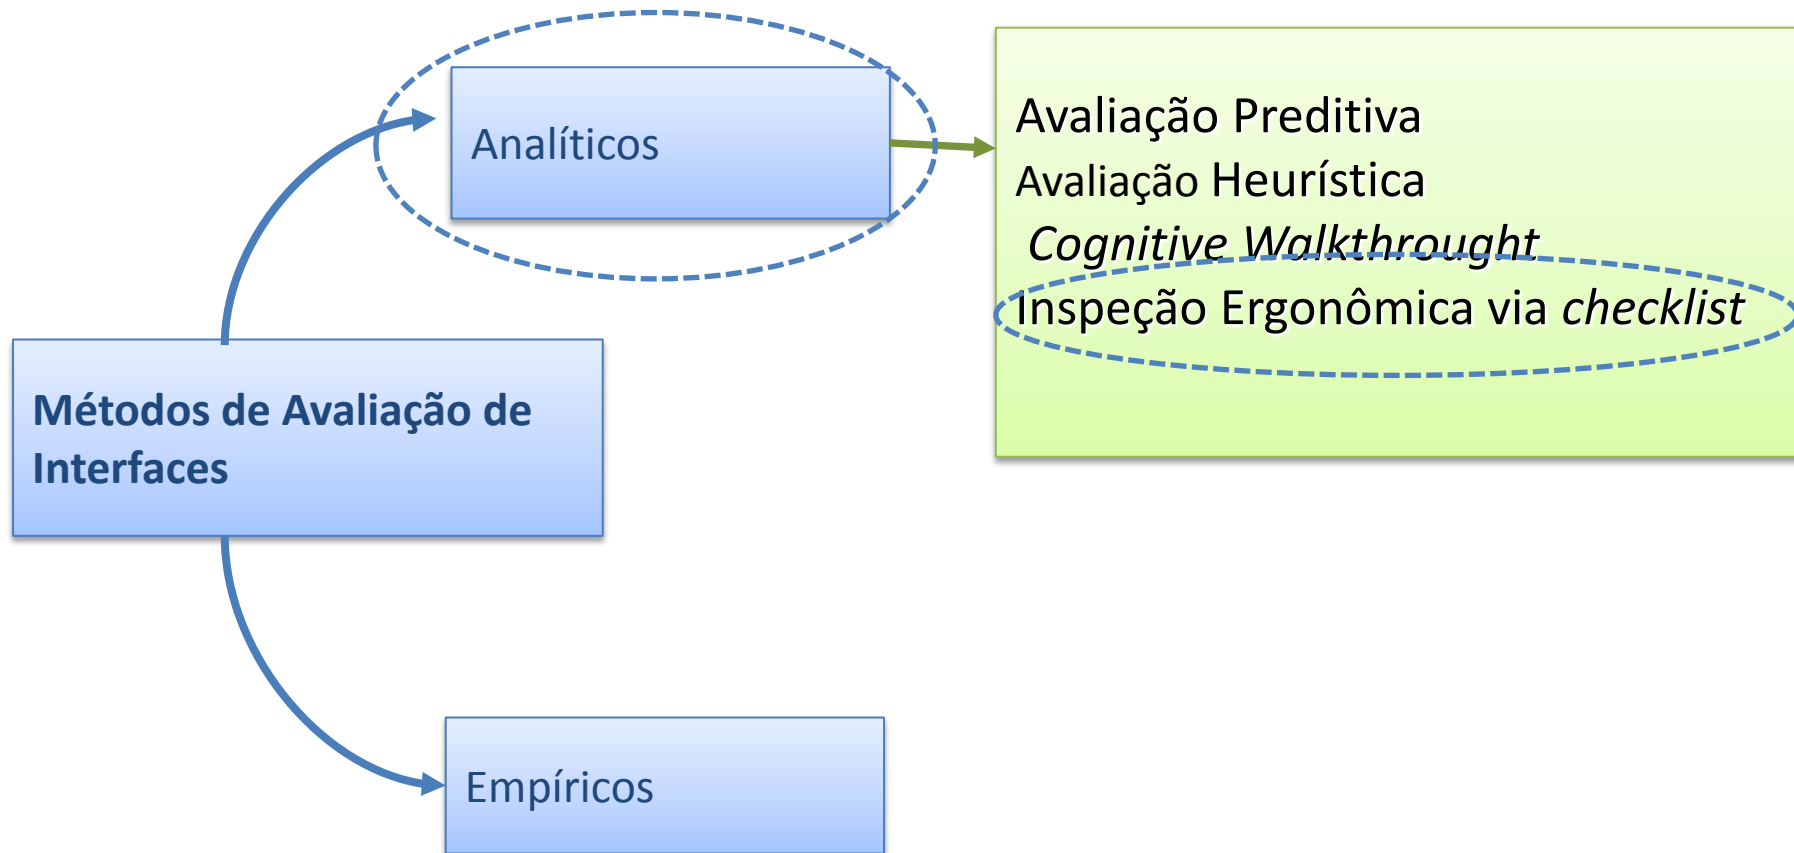 Analíticos
Avaliação Preditiva
Avaliação Heurística
Cognitive Walkthrought
Inspeção Ergonômica via checklist
Métodos de Avaliação de
Interfaces
Empíricos